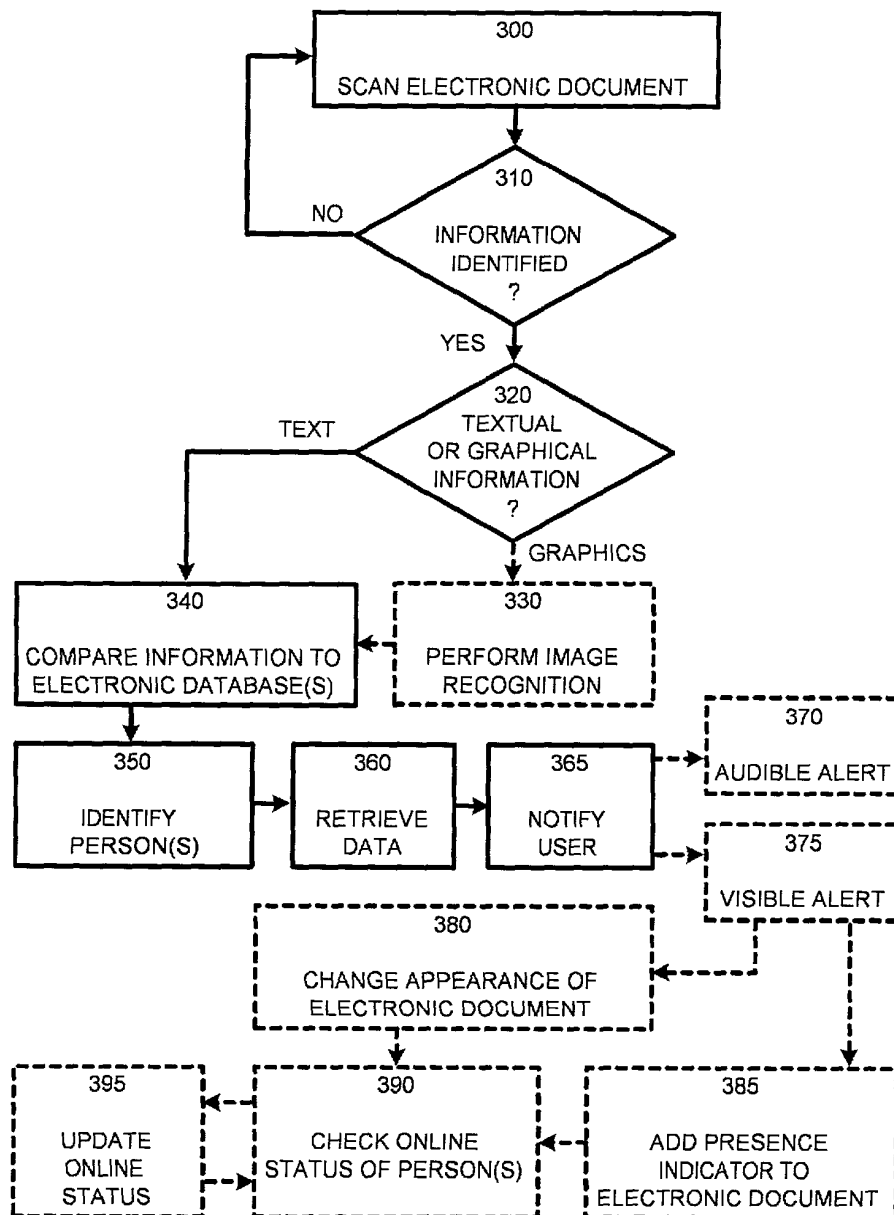 300
SCAN ELECTRONIC DOCUMENT
310
NO
INFORMATION
IDENTIFIED
?
YES
320
TEXTUAL
OR GRAPHICAL
INFORMATION
?
TEXT
GRAPHICS
340
COMPARE INFORMATION TO
ELECTRONIC DATABASE(S)
330
PERFORM IMAGE
RECOGNITION
350
IDENTIFY
PERSON(S)
360
RETRIEVE
DATA
365
NOTIFY
USER
370
AUDIBLE ALERT
375
VISIBLE ALERT
380
CHANGE APPEARANCE OF
ELECTRONIC DOCUMENT
395
UPDATE
ONLINE
STATUS
390
CHECK ONLINE
STATUS OF PERSON(S)
385
ADD PRESENCE
INDICATOR TO
ELECTRONIC DOCUMENT